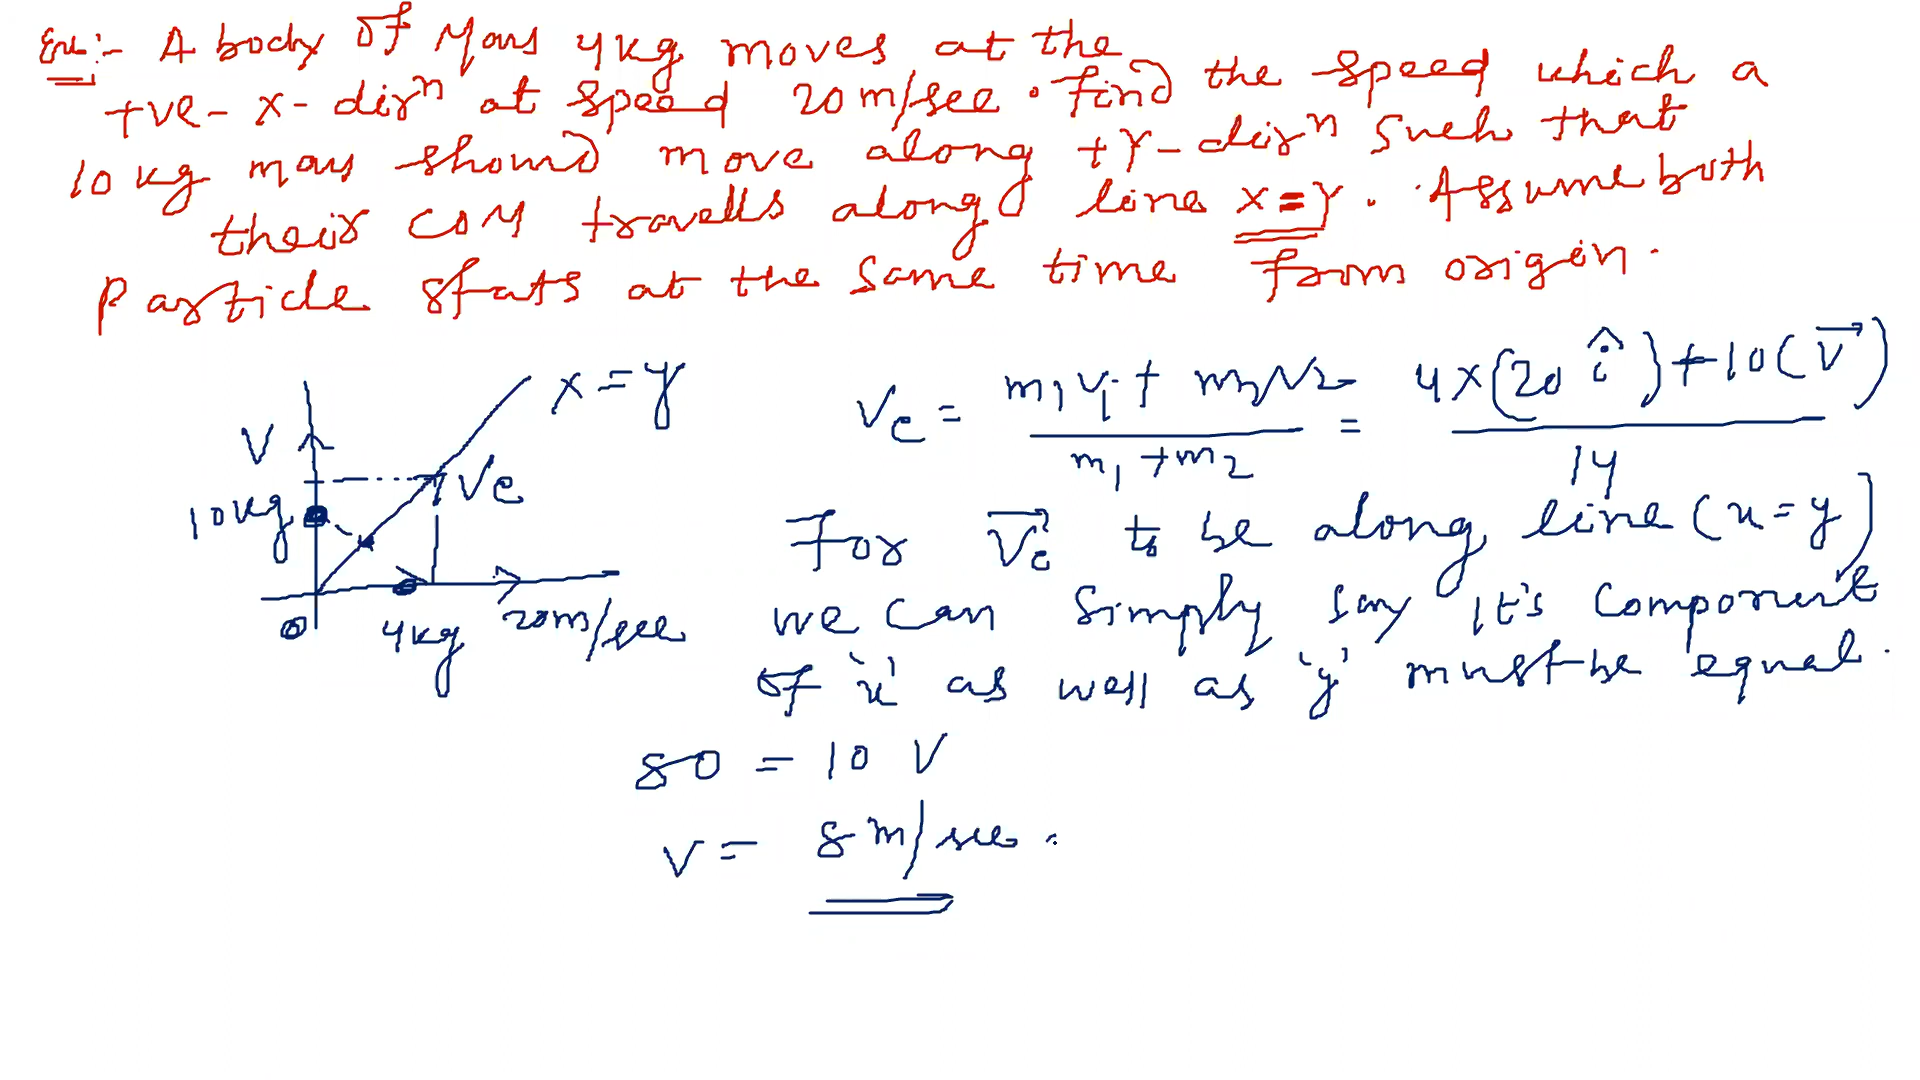 Ex:- A body of Mass 4kg moves at the
+ve- x- dirⁿ at speed 20 m/sec. Find the speed which a
10 kg mass should move along +Y-dirⁿ such that
their COM travells along line x=y. Assume both
Particle stats at the same time from origin.
x = y
V
Vc
10kg
O
4kg
20m/sec
Vc = (m₁v₁ + m₂v₂)/(m₁+m₂) = (4x(20 î)+10(V⃗))/14
For V⃗c to be along line (x=y)
we can simply say it's component
of 'x' as well as 'y' must be equal.
80 = 10 V
V = 8 m/sec.